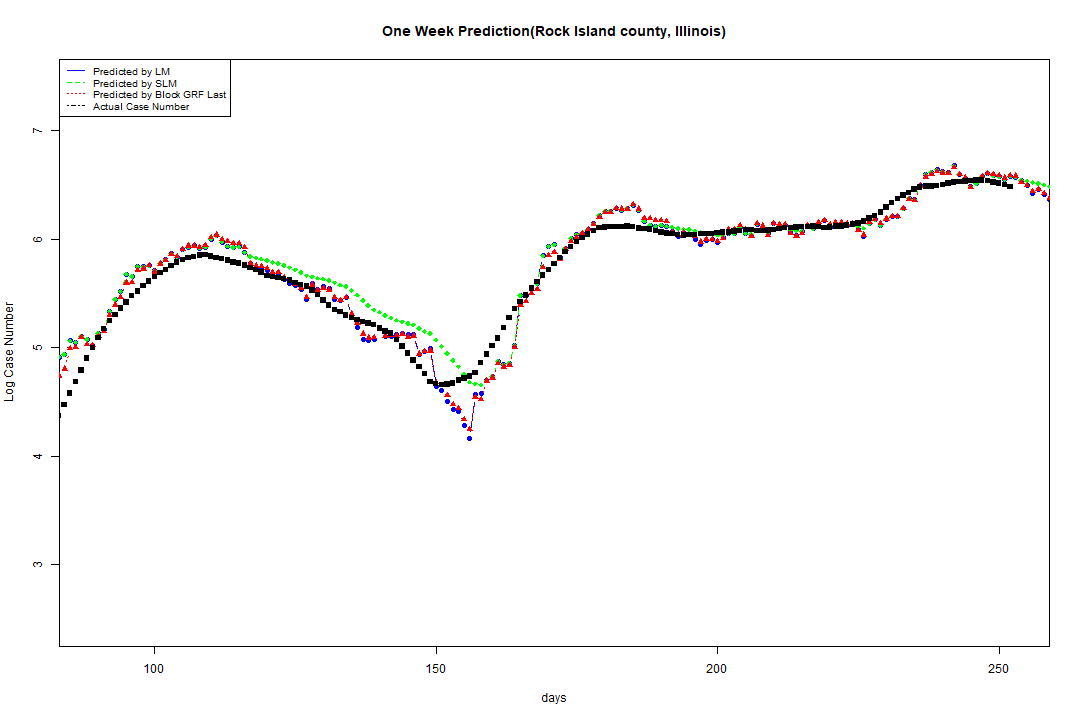 One Week Prediction(Rock Island county, Illinois)
Predicted by LM
Predicted by SLM
Predicted by Block GRF Last
Actual Case Number
7
6
5
4
3
Log Case Number
100 150 200 250
days